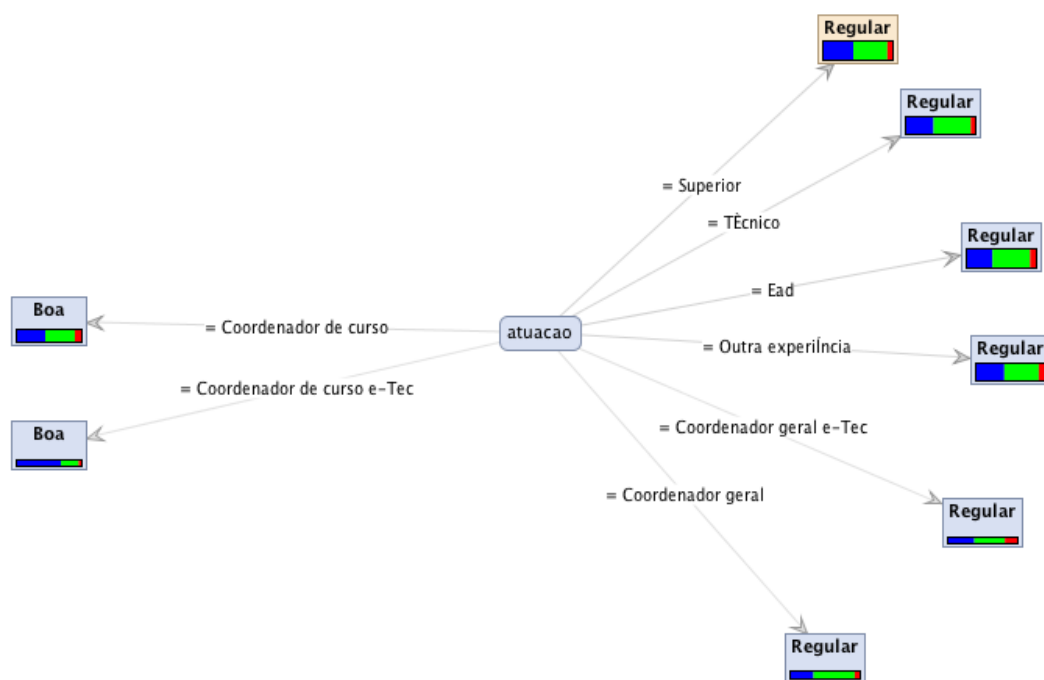 Regular
Regular
= Superior
= TÈcnico
Regular
= Ead
Boa
= Coordenador de curso
atuacao
= Outra experiÍncia
Regular
= Coordenador de curso e-Tec
Boa
= Coordenador geral e-Tec
= Coordenador geral
Regular
Regular